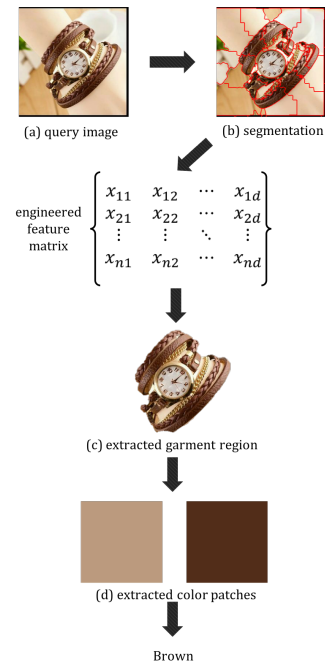 (a) query image
(b) segmentation
engineered
feature
matrix
x11 x12 ⋯ x1d
x21 x22 ⋯ x2d
⋮ ⋮ ⋱ ⋮
xn1 xn2 ⋯ xnd
(c) extracted garment region
(d) extracted color patches
Brown